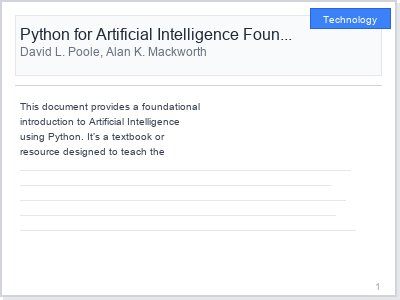 Technology
Python for Artificial Intelligence Foun...
David L. Poole, Alan K. Mackworth
This document provides a foundational
introduction to Artificial Intelligence
using Python. It's a textbook or
resource designed to teach the
1